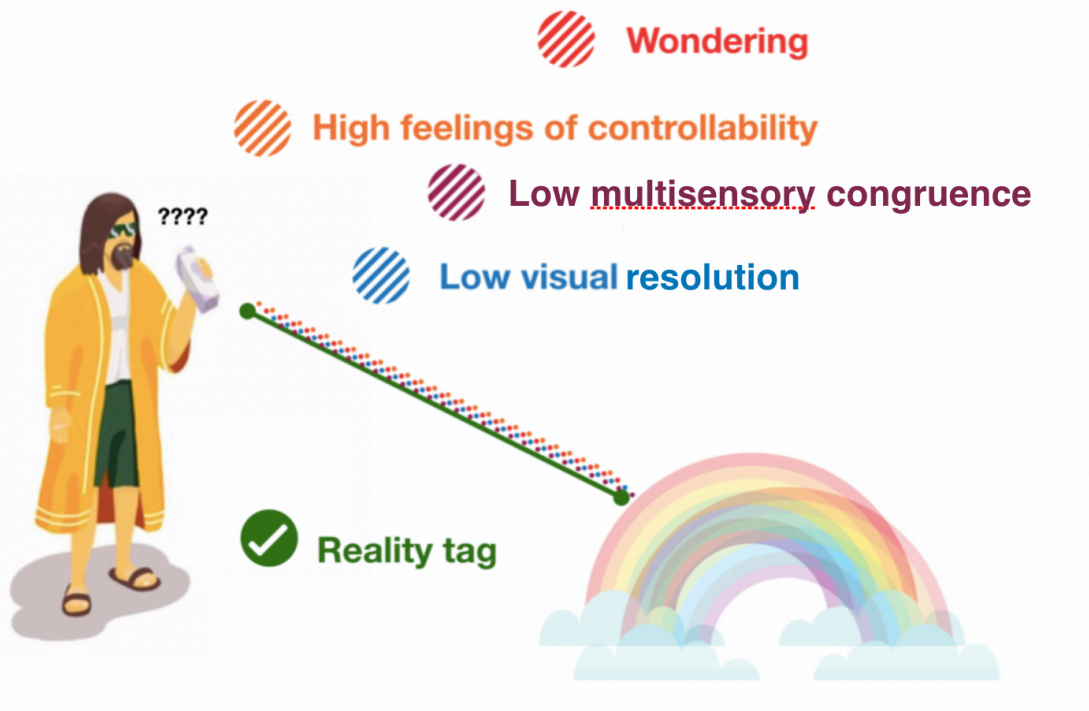 Wondering
High feelings of controllability
Low multisensory congruence
????
Low visual resolution
Reality tag